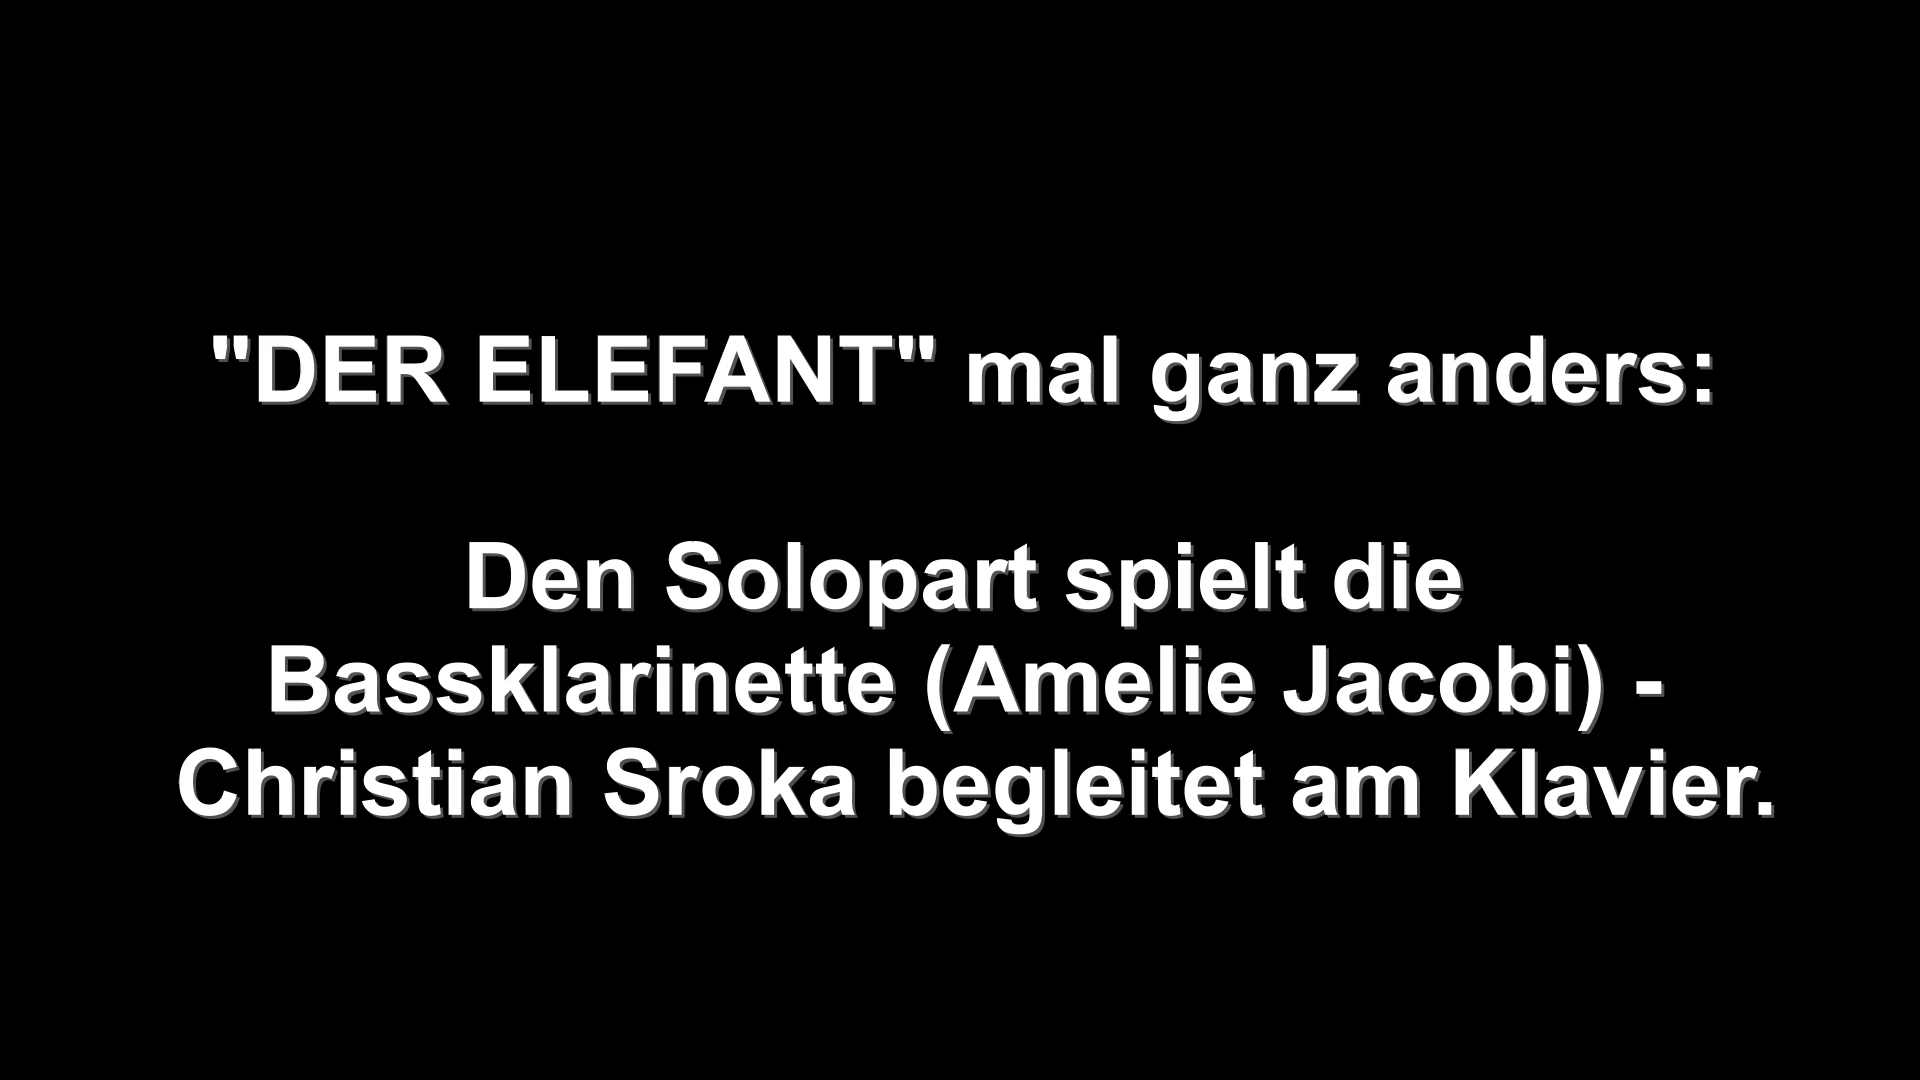 "DER ELEFANT" mal ganz anders:
Den Solopart spielt die
Bassklarinette (Amelie Jacobi) -
Christian Sroka begleitet am Klavier.